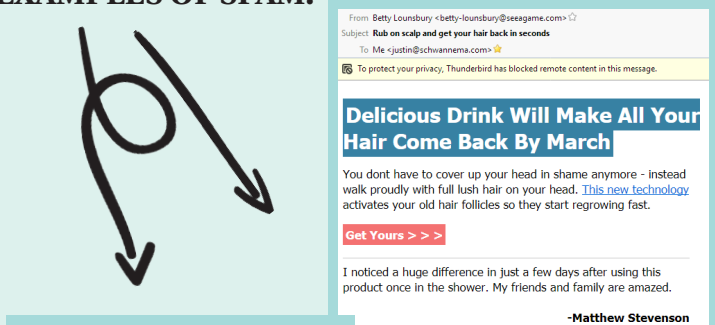 EXAMPLES OF SPAM:
From Betty Lounsbury <betty-lounsbury@seeagame.com>
Subject Rub on scalp and get your hair back in seconds
To Me <justin@schwannema.com>
To protect your privacy, Thunderbird has blocked remote content in this message.
Delicious Drink Will Make All Your
Hair Come Back By March
You dont have to cover up your head in shame anymore - instead
walk proudly with full lush hair on your head. This new technology
activates your old hair follicles so they start regrowing fast.
Get Yours > > >
I noticed a huge difference in just a few days after using this
product once in the shower. My friends and family are amazed.
-Matthew Stevenson